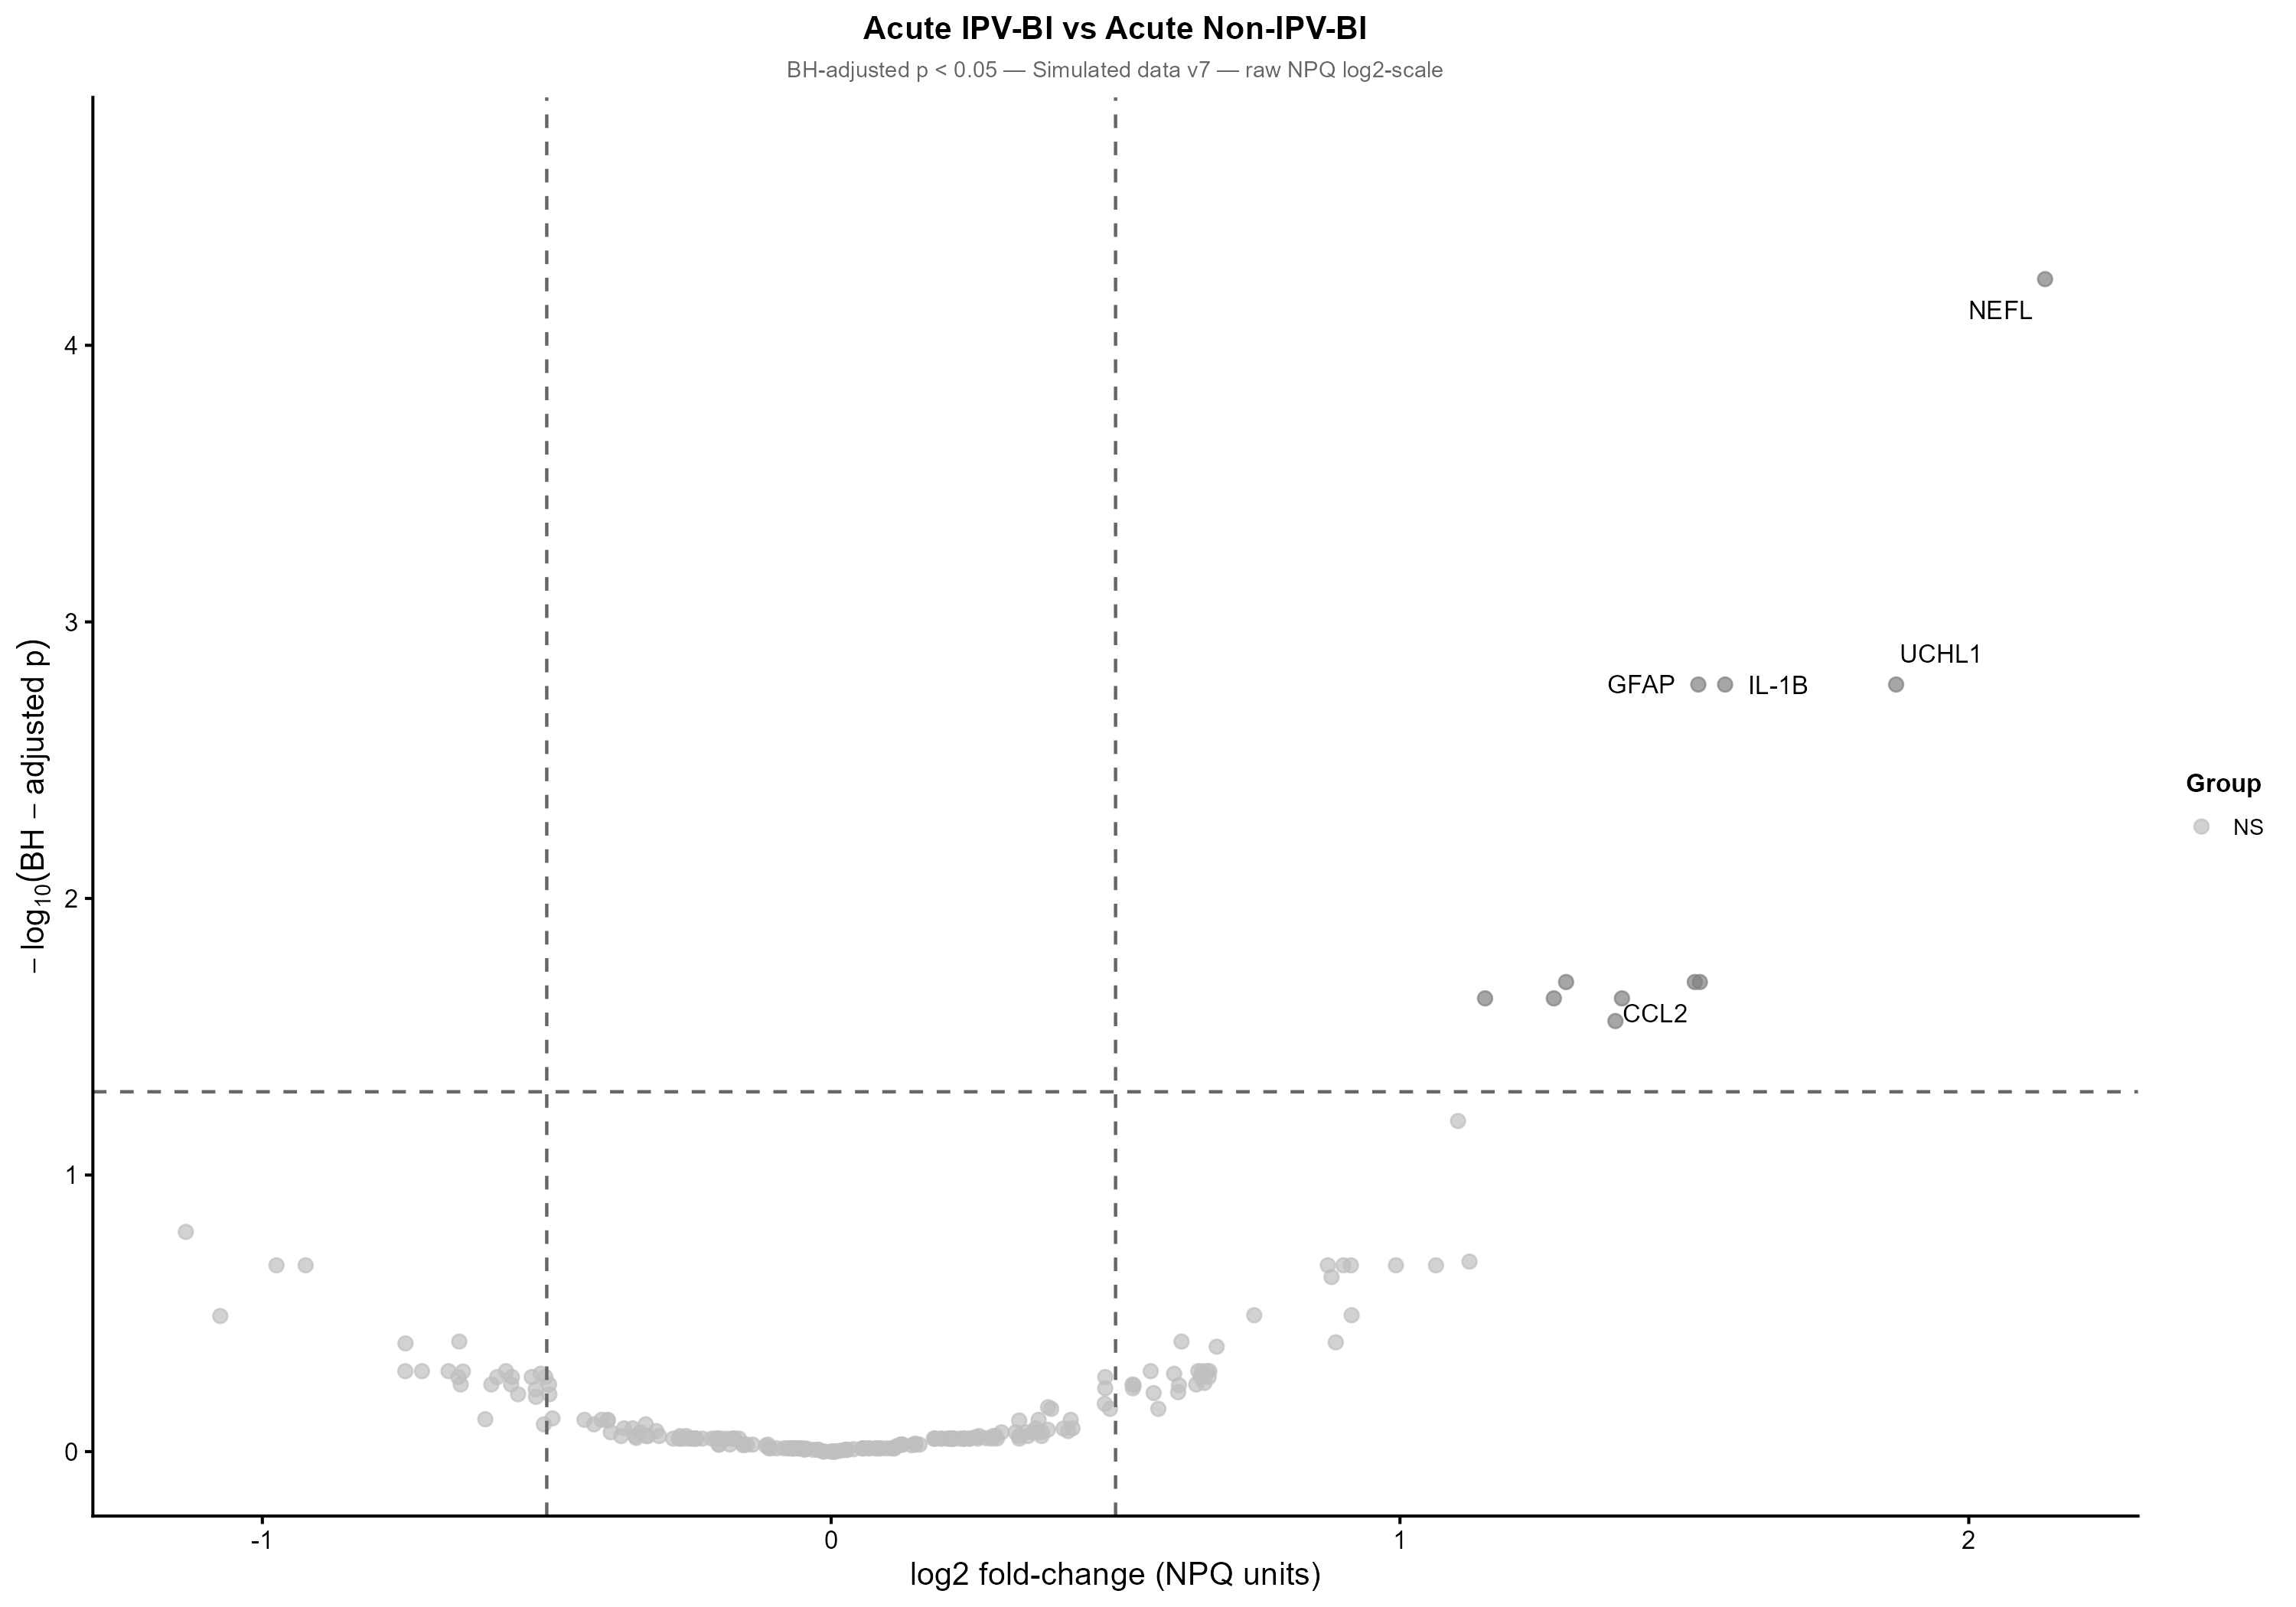 Acute IPV-BI vs Acute Non-IPV-BI
BH-adjusted p < 0.05 — Simulated data v7 — raw NPQ log2-scale
− log10(BH − adjusted p)
4
3
2
1
0
NEFL
UCHL1
GFAP
IL-1B
CCL2
Group
NS
-1
0
1
2
log2 fold-change (NPQ units)